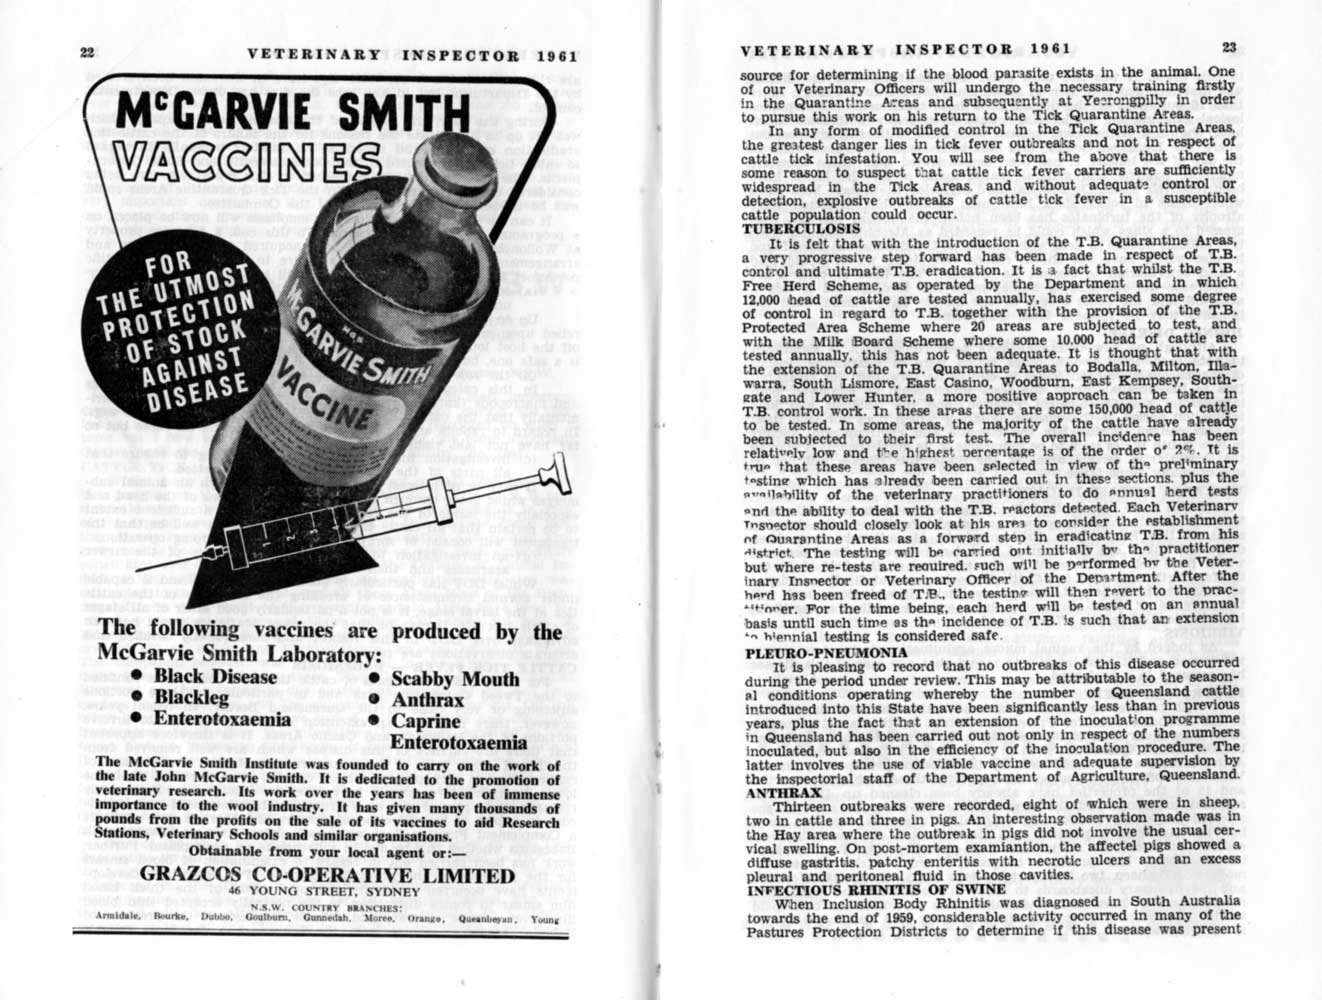 22
VETERINARY INSPECTOR 1961
McGARVIE SMITH
VACCINES
FOR
THE UTMOST
PROTECTION
OF STOCK
AGAINST
DISEASE
McGARVIE SMITH
VACCINE
The following vaccines are produced by the
McGarvie Smith Laboratory:
● Black Disease
● Blackleg
● Enterotoxaemia
● Scabby Mouth
● Anthrax
● Caprine
Enterotoxaemia
The McGarvie Smith Institute was founded to carry on the work of
the late John McGarvie Smith. It is dedicated to the promotion of
veterinary research. Its work over the years has been of immense
importance to the wool industry. It has given many thousands of
pounds from the profits on the sale of its vaccines to aid Research
Stations, Veterinary Schools and similar organisations.
Obtainable from your local agent or:—
GRAZCOS CO-OPERATIVE LIMITED
46 YOUNG STREET, SYDNEY
N.S.W. COUNTRY BRANCHES:
Armidale, Bourke, Dubbo, Goulburn, Gunnedah, Moree, Orange, Queanbeyan, Young
VETERINARY INSPECTOR 1961
23
source for determining if the blood parasite exists in the animal. One
of our Veterinary Officers will undergo the necessary training firstly
in the Quarantine Areas and subsequently at Yeerongpilly in order
to pursue this work on his return to the Tick Quarantine Areas.
In any form of modified control in the Tick Quarantine Areas,
the greatest danger lies in tick fever outbreaks and not in respect of
cattle tick infestation. You will see from the above that there is
some reason to suspect that cattle tick fever carriers are sufficiently
widespread in the Tick Areas, and without adequate control or
detection, explosive outbreaks of cattle tick fever in a susceptible
cattle population could occur.
TUBERCULOSIS
It is felt that with the introduction of the T.B. Quarantine Areas,
a very progressive step forward has been made in respect of T.B.
control and ultimate T.B. eradication. It is a fact that whilst the T.B.
Free Herd Scheme, as operated by the Department and in which
12,000 head of cattle are tested annually, has exercised some degree
of control in regard to T.B. together with the provision of the T.B.
Protected Area Scheme where 20 areas are subjected to test, and
with the Milk Board Scheme where some 10,000 head of cattle are
tested annually, this has not been adequate. It is thought that with
the extension of the T.B. Quarantine Areas to Bodalla, Milton, Illa-
warra, South Lismore, East Casino, Woodburn, East Kempsey, South-
gate and Lower Hunter, a more positive approach can be taken in
T.B. control work. In these areas there are some 150,000 head of cattle
to be tested. In some areas, the majority of the cattle have already
been subjected to their first test. The overall incidence has been
relatively low and the highest percentage is of the order of 2%. It is
true that these areas have been selected in view of the preliminary
testing which has already been carried out in these sections, plus the
availability of the veterinary practitioners to do annual herd tests
and the ability to deal with the T.B. reactors detected. Each Veterinary
Inspector should closely look at his area to consider the establishment
of Quarantine Areas as a forward step in eradicating T.B. from his
district. The testing will be carried out initially by the practitioner
but where re-tests are required, such will be performed by the Veter-
inary Inspector or Veterinary Officer of the Department. After the
herd has been freed of T.B., the testing will then revert to the prac-
titioner. For the time being, each herd will be tested on an annual
basis until such time as the incidence of T.B. is such that an extension
to biennial testing is considered safe.
PLEURO-PNEUMONIA
It is pleasing to record that no outbreaks of this disease occurred
during the period under review. This may be attributable to the season-
al conditions operating whereby the number of Queensland cattle
introduced into this State have been significantly less than in previous
years, plus the fact that an extension of the inoculation programme
in Queensland has been carried out not only in respect of the numbers
inoculated, but also in the efficiency of the inoculation procedure. The
latter involves the use of viable vaccine and adequate supervision by
the inspectorial staff of the Department of Agriculture, Queensland.
ANTHRAX
Thirteen outbreaks were recorded, eight of which were in sheep,
two in cattle and three in pigs. An interesting observation made was in
the Hay area where the outbreak in pigs did not involve the usual cer-
vical swelling. On post-mortem examiantion, the affectel pigs showed a
diffuse gastritis, patchy enteritis with necrotic ulcers and an excess
pleural and peritoneal fluid in those cavities.
INFECTIOUS RHINITIS OF SWINE
When Inclusion Body Rhinitis was diagnosed in South Australia
towards the end of 1959, considerable activity occurred in many of the
Pastures Protection Districts to determine if this disease was present